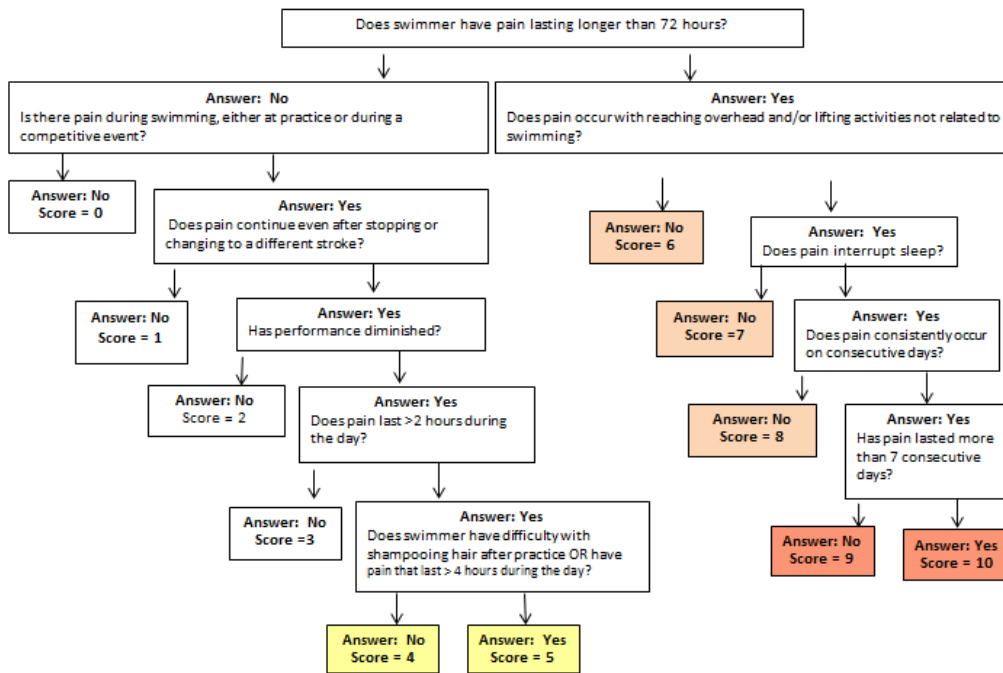 Does swimmer have pain lasting longer than 72 hours?
Answer: No
Is there pain during swimming, either at practice or during a
competitive event?
Answer: Yes
Does pain occur with reaching overhead and/or lifting activities not related to
swimming?
Answer: No
Score = 0
Answer: Yes
Does pain continue even after stopping or
changing to a different stroke?
Answer: No
Score= 6
Answer: Yes
Does pain interrupt sleep?
Answer: No
Score = 1
Answer: Yes
Has performance diminished?
Answer: No
Score =7
Answer: Yes
Does pain consistently occur
on consecutive days?
Answer: No
Score = 2
Answer: Yes
Does pain last >2 hours during
the day?
Answer: No
Score = 8
Answer: Yes
Has pain lasted more
than 7 consecutive
days?
Answer: No
Score =3
Answer: Yes
Does swimmer have difficulty with
shampooing hair after practice OR have
pain that last > 4 hours during the day?
Answer: No
Score = 9
Answer: Yes
Score = 10
Answer: No
Score = 4
Answer: Yes
Score = 5